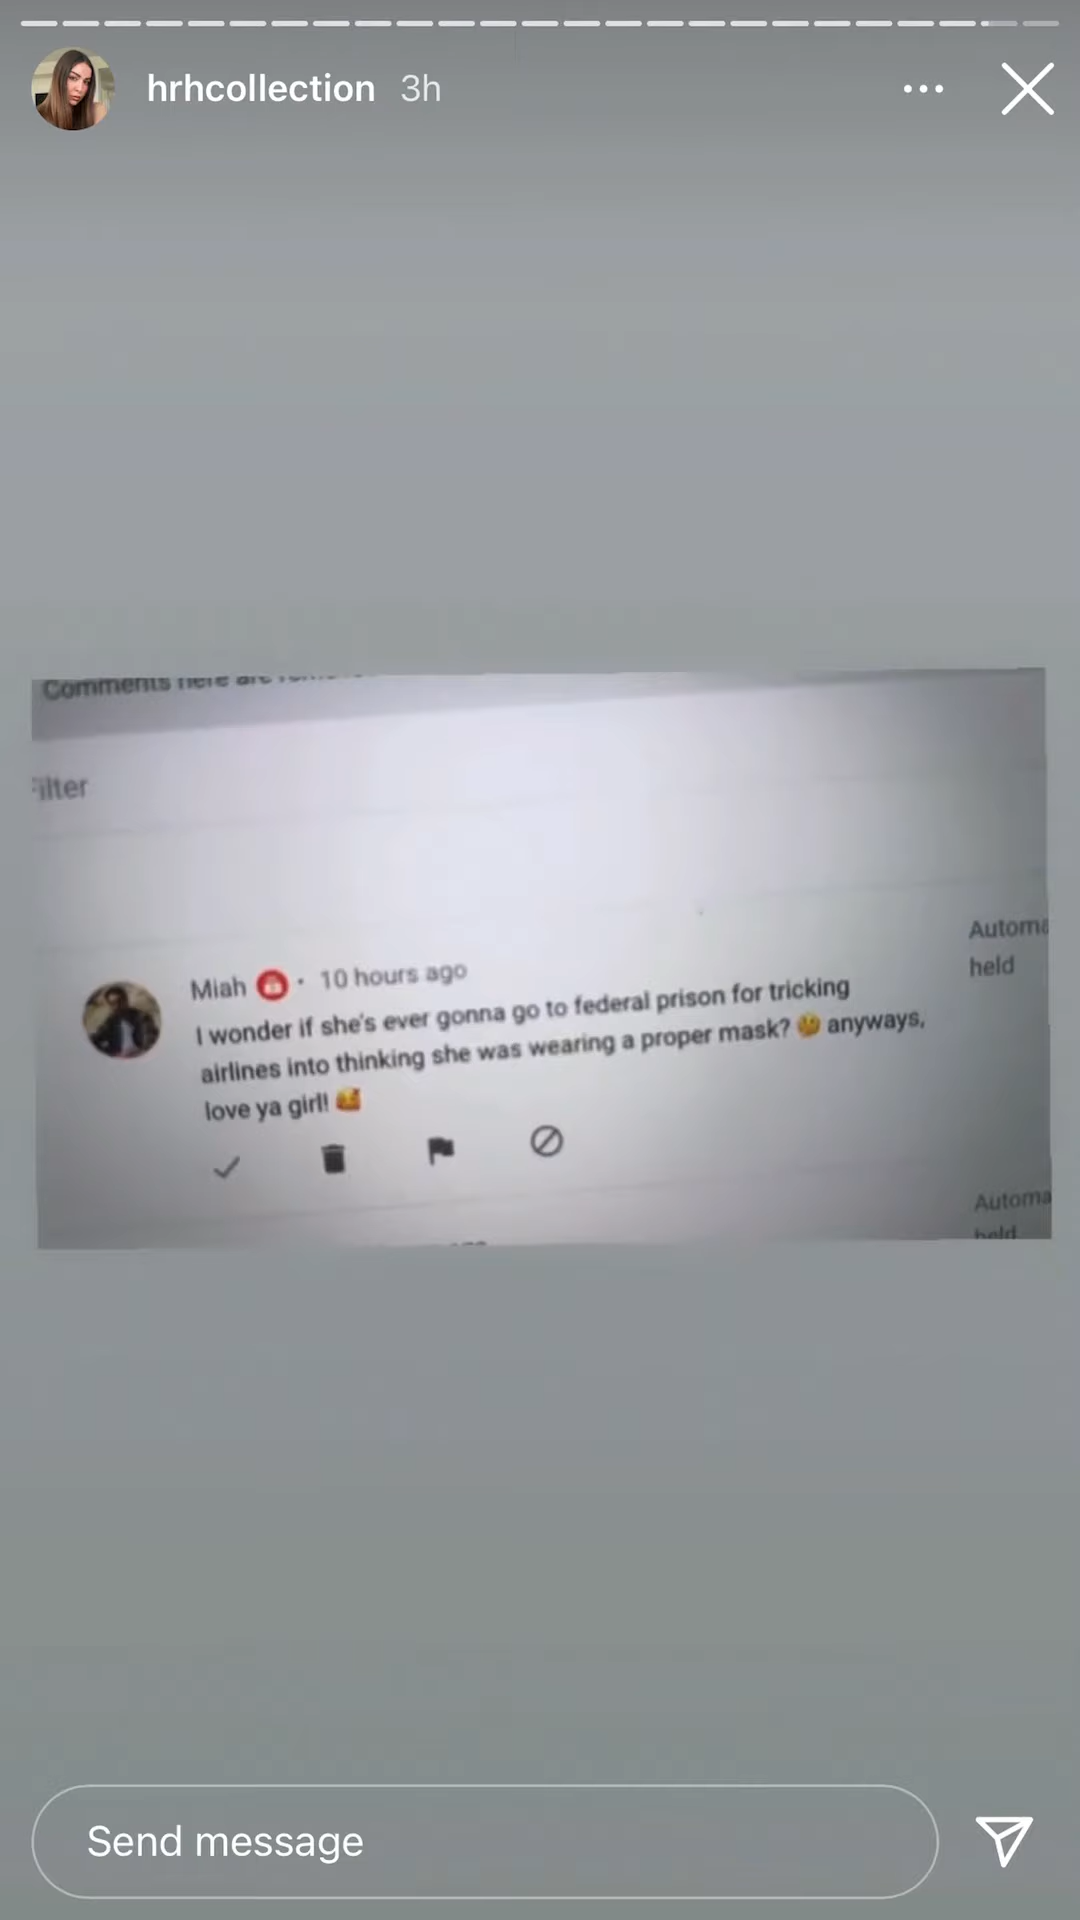 hrhcollection 3h
Comments here are
Filter
Automa
held
Miah · 10 hours ago
I wonder if she's ever gonna go to federal prison for tricking
airlines into thinking she was wearing a proper mask? 🤔 anyways,
love ya girl! 🥰
Automa
held
Send message